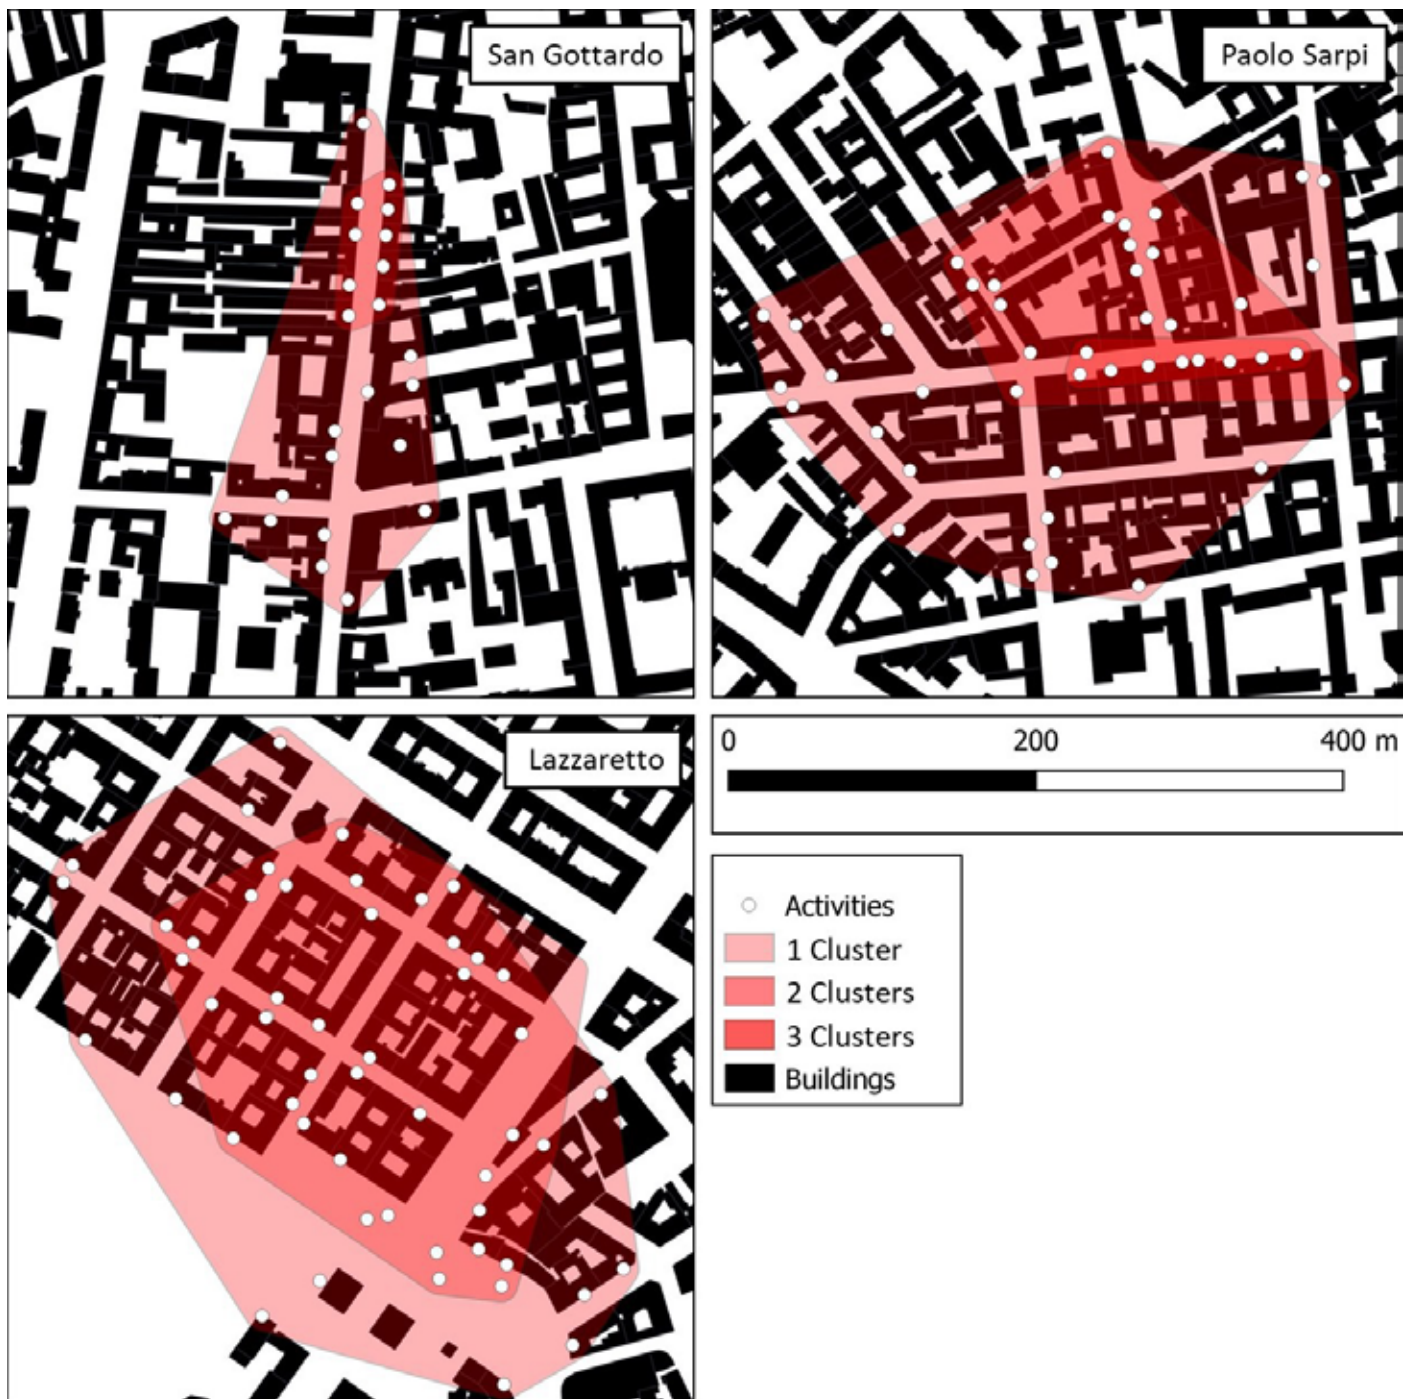 San Gottardo
Paolo Sarpi
Lazzaretto
0 200 400 m
Activities
1 Cluster
2 Clusters
3 Clusters
Buildings